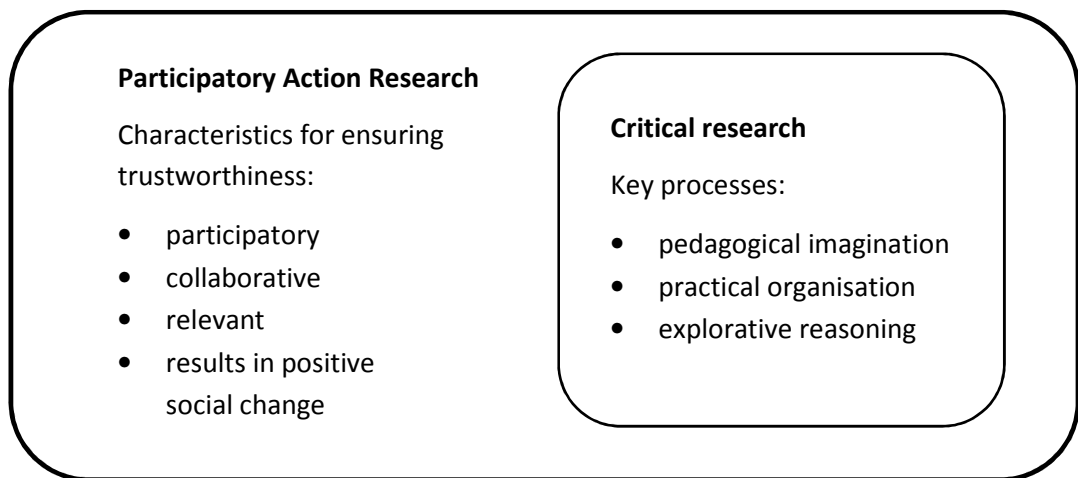 Participatory Action Research
Characteristics for ensuring
trustworthiness:
• participatory
• collaborative
• relevant
• results in positive
social change
Critical research
Key processes:
• pedagogical imagination
• practical organisation
• explorative reasoning